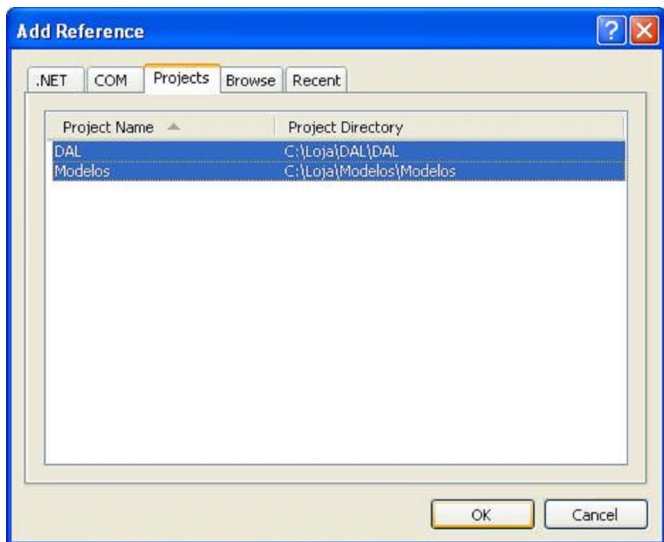 Add Reference
.NET COM Projects Browse Recent
Project Name Project Directory
DAL C:\Loja\DAL\DAL
Modelos C:\Loja\Modelos\Modelos
OK Cancel